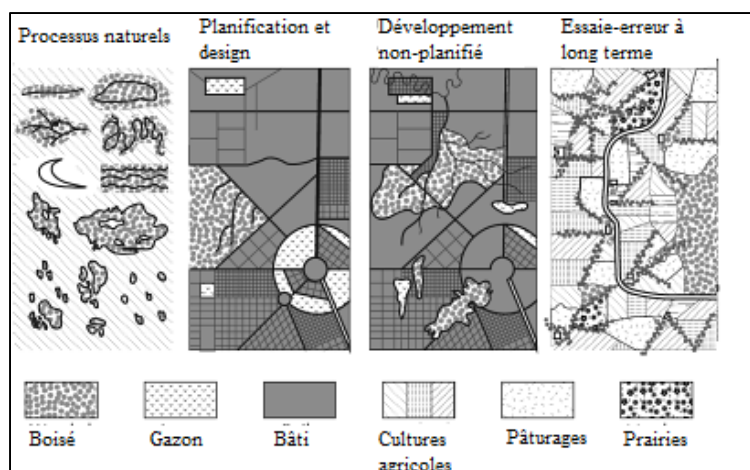 Processus naturels
Planification et
design
Développement
non-planifié
Essaie-erreur à
long terme
Boisé
Gazon
Bâti
Cultures
agricoles
Pâturages
Prairies